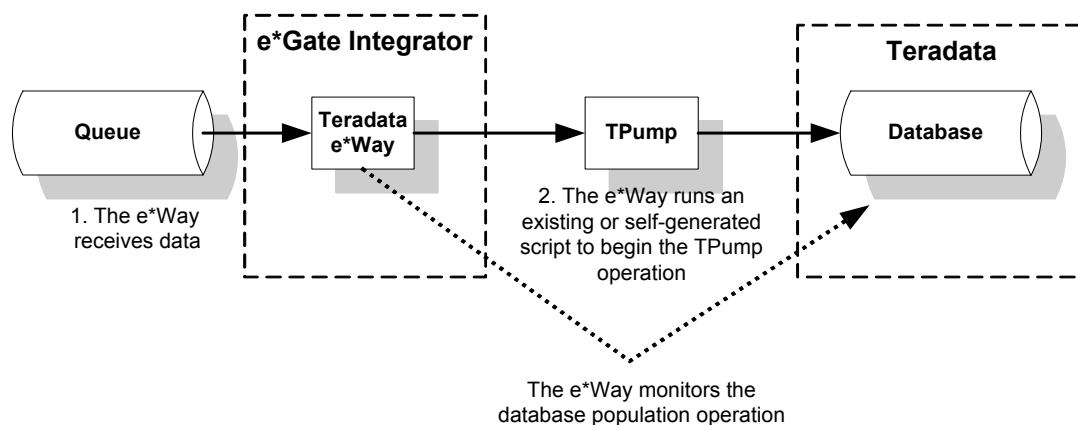 e*Gate Integrator
Teradata
Queue
Teradata
e*Way
TPump
Database
1. The e*Way
receives data
2. The e*Way runs an
existing or self-generated
script to begin the TPump
operation
The e*Way monitors the
database population operation